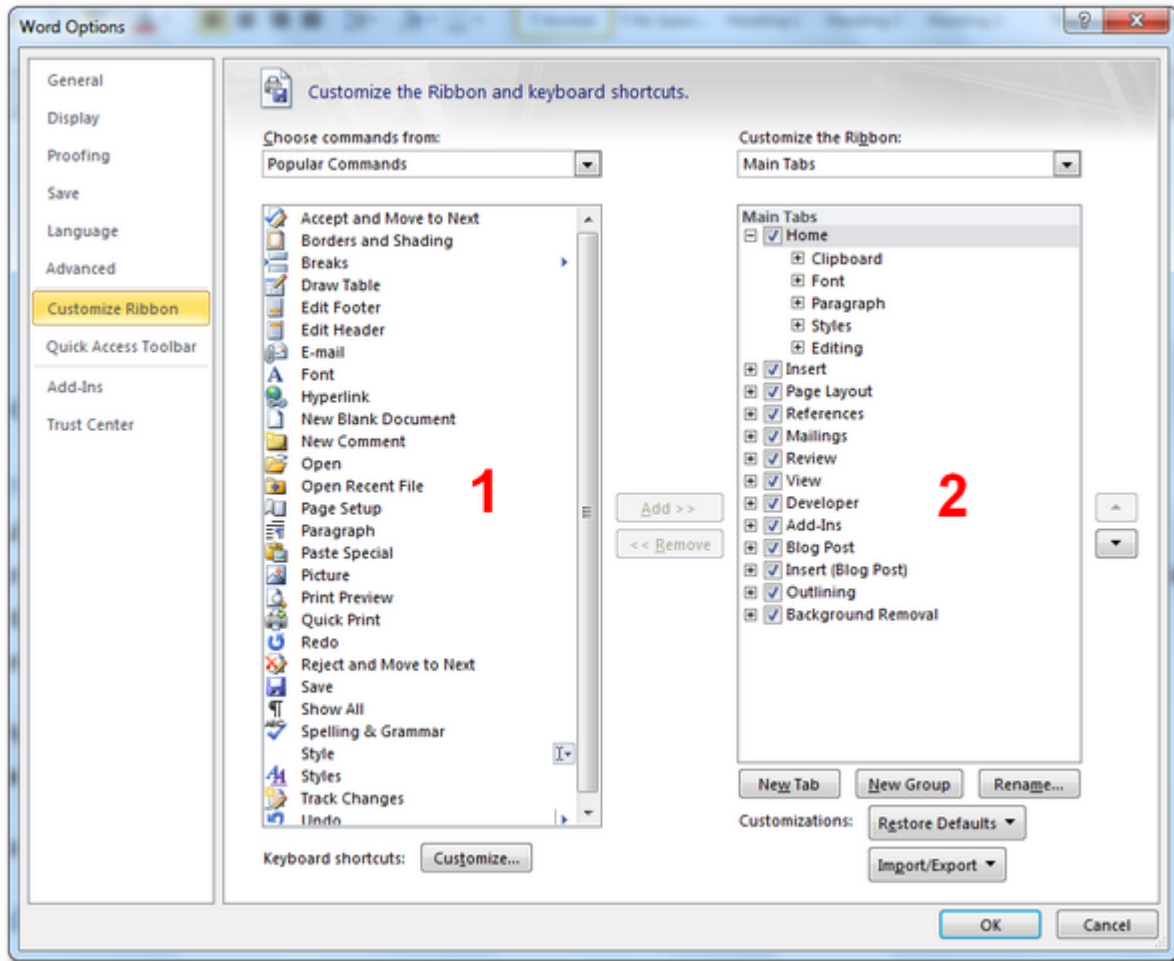 Word Options
General
Display
Proofing
Save
Language
Advanced
Customize Ribbon
Quick Access Toolbar
Add-Ins
Trust Center
Customize the Ribbon and keyboard shortcuts.
Choose commands from:
Popular Commands
Accept and Move to Next
Borders and Shading
Breaks
Draw Table
Edit Footer
Edit Header
E-mail
Font
Hyperlink
New Blank Document
New Comment
Open
Open Recent File
Page Setup
Paragraph
Paste Special
Picture
Print Preview
Quick Print
Redo
Reject and Move to Next
Save
Show All
Spelling & Grammar
Style
Styles
Track Changes
Undo
1
Keyboard shortcuts: Customize...
Add >>
<< Remove
Customize the Ribbon:
Main Tabs
Main Tabs
Home
Clipboard
Font
Paragraph
Styles
Editing
Insert
Page Layout
References
Mailings
Review
View
Developer
Add-Ins
Blog Post
Insert (Blog Post)
Outlining
Background Removal
2
New Tab New Group Rename...
Customizations: Restore Defaults
Import/Export
OK Cancel